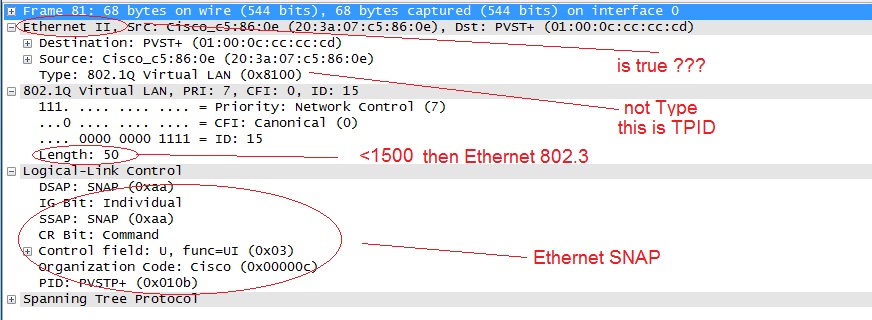 Frame 81: 68 bytes on wire (544 bits), 68 bytes captured (544 bits) on interface 0
Ethernet II, Src: Cisco_c5:86:0e (20:3a:07:c5:86:0e), Dst: PVST+ (01:00:0c:cc:cc:cd)
Destination: PVST+ (01:00:0c:cc:cc:cd)
is true ???
Source: Cisco_c5:86:0e (20:3a:07:c5:86:0e)
Type: 802.1Q Virtual LAN (0x8100)
802.1Q Virtual LAN, PRI: 7, CFI: 0, ID: 15
111. .... .... .... = Priority: Network Control (7)
not Type
...0 .... .... .... = CFI: Canonical (0)
this is TPID
.... 0000 0000 1111 = ID: 15
Length: 50
<1500 then Ethernet 802.3
Logical-Link Control
DSAP: SNAP (0xaa)
IG Bit: Individual
SSAP: SNAP (0xaa)
CR Bit: Command
Control field: U, func=UI (0x03)
Ethernet SNAP
Organization Code: Cisco (0x00000c)
PID: PVSTP+ (0x010b)
Spanning Tree Protocol